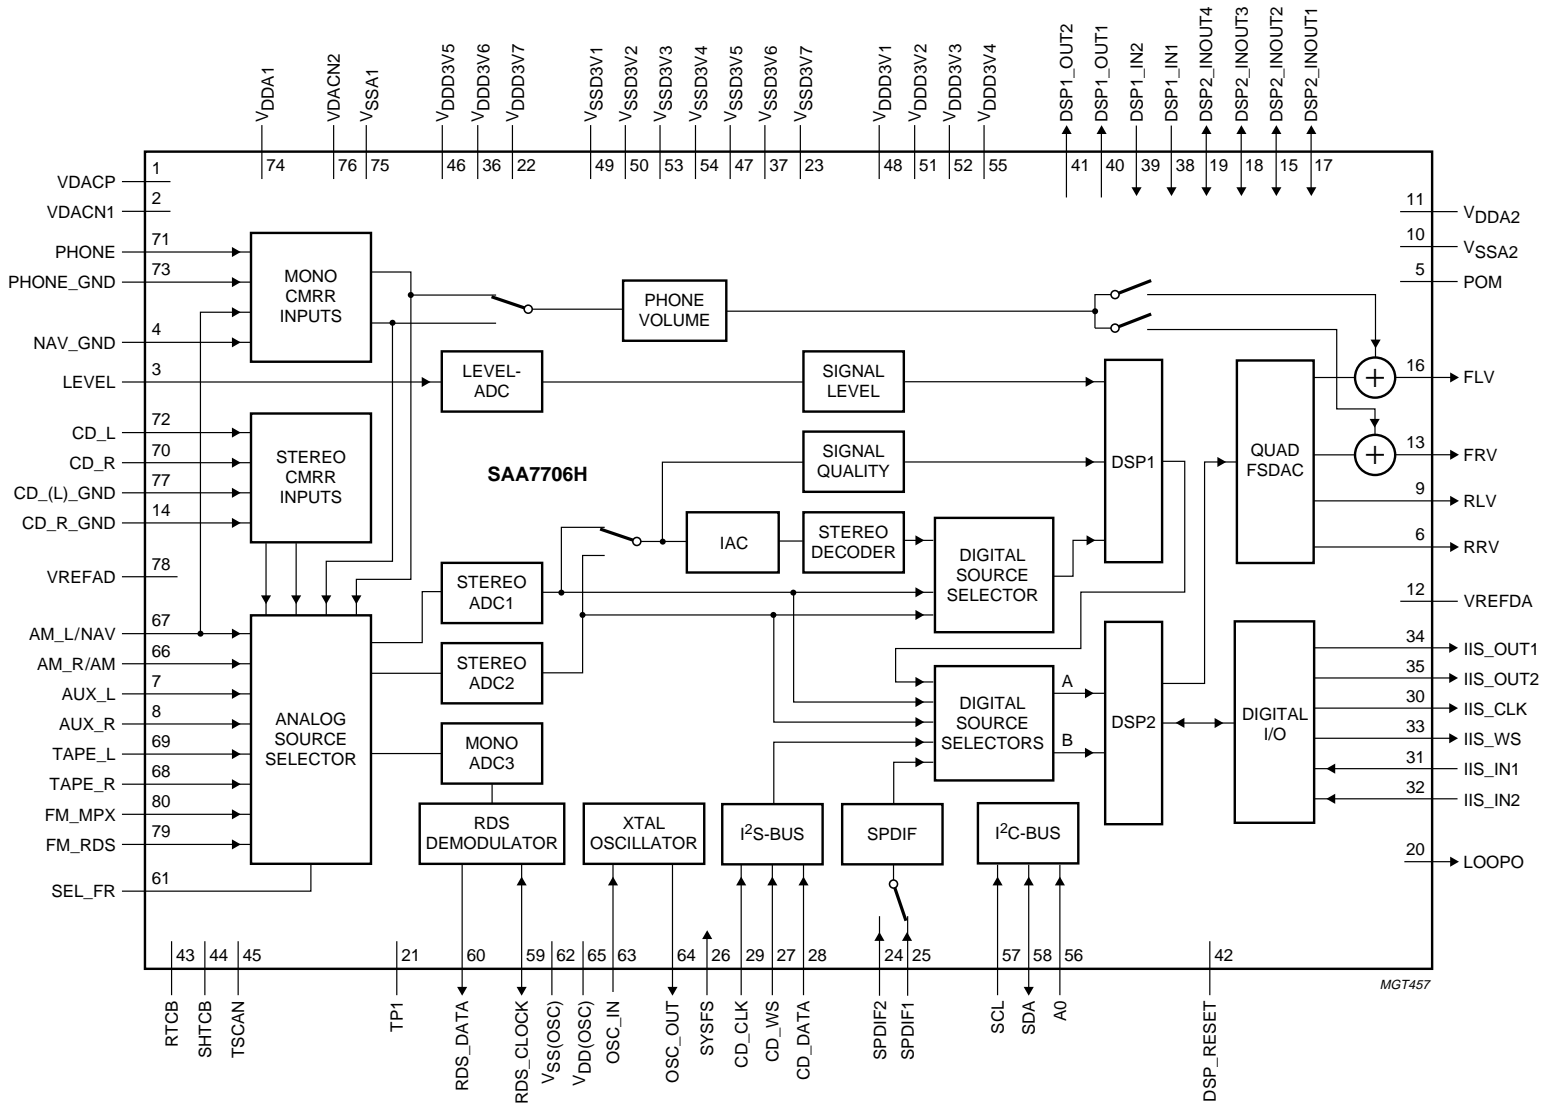 VDDA1
VDACN2
VSSA1
VDDD3V5
VDDD3V6
VDDD3V7
VSSD3V1
VSSD3V2
VSSD3V3
VSSD3V4
VSSD3V5
VSSD3V6
VSSD3V7
VDDD3V1
VDDD3V2
VDDD3V3
VDDD3V4
DSP1_OUT2
DSP1_OUT1
DSP1_IN2
DSP1_IN1
DSP2_INOUT4
DSP2_INOUT3
DSP2_INOUT2
DSP2_INOUT1
74
76
75
46
36
22
49
50
53
54
47
37
23
48
51
52
55
41
40
39
38
19
18
15
17
VDACP
1
VDACN1
2
PHONE
71
PHONE_GND
73
NAV_GND
4
LEVEL
3
CD_L
72
CD_R
70
CD_(L)_GND
77
CD_R_GND
14
VREFAD
78
AM_L/NAV
67
AM_R/AM
66
AUX_L
7
AUX_R
8
TAPE_L
69
TAPE_R
68
FM_MPX
80
FM_RDS
79
SEL_FR
61
MONO
CMRR
INPUTS
STEREO
CMRR
INPUTS
ANALOG
SOURCE
SELECTOR
PHONE
VOLUME
LEVEL-
ADC
SIGNAL
LEVEL
SAA7706H
SIGNAL
QUALITY
IAC
STEREO
DECODER
STEREO
ADC1
STEREO
ADC2
MONO
ADC3
RDS
DEMODULATOR
XTAL
OSCILLATOR
I2S-BUS
SPDIF
I2C-BUS
DIGITAL
SOURCE
SELECTOR
DIGITAL
SOURCE
SELECTORS
A
B
DSP1
DSP2
QUAD
FSDAC
DIGITAL
I/O
+
+
11
VDDA2
10
VSSA2
5
POM
16
FLV
13
FRV
9
RLV
6
RRV
12
VREFDA
34
IIS_OUT1
35
IIS_OUT2
30
IIS_CLK
33
IIS_WS
31
IIS_IN1
32
IIS_IN2
20
LOOPO
43
44
45
21
60
59
62
65
63
64
26
29
27
28
24
25
57
58
56
42
RTCB
SHTCB
TSCAN
TP1
RDS_DATA
RDS_CLOCK
VSS(OSC)
VDD(OSC)
OSC_IN
OSC_OUT
SYSFS
CD_CLK
CD_WS
CD_DATA
SPDIF2
SPDIF1
SCL
SDA
A0
DSP_RESET
MGT457